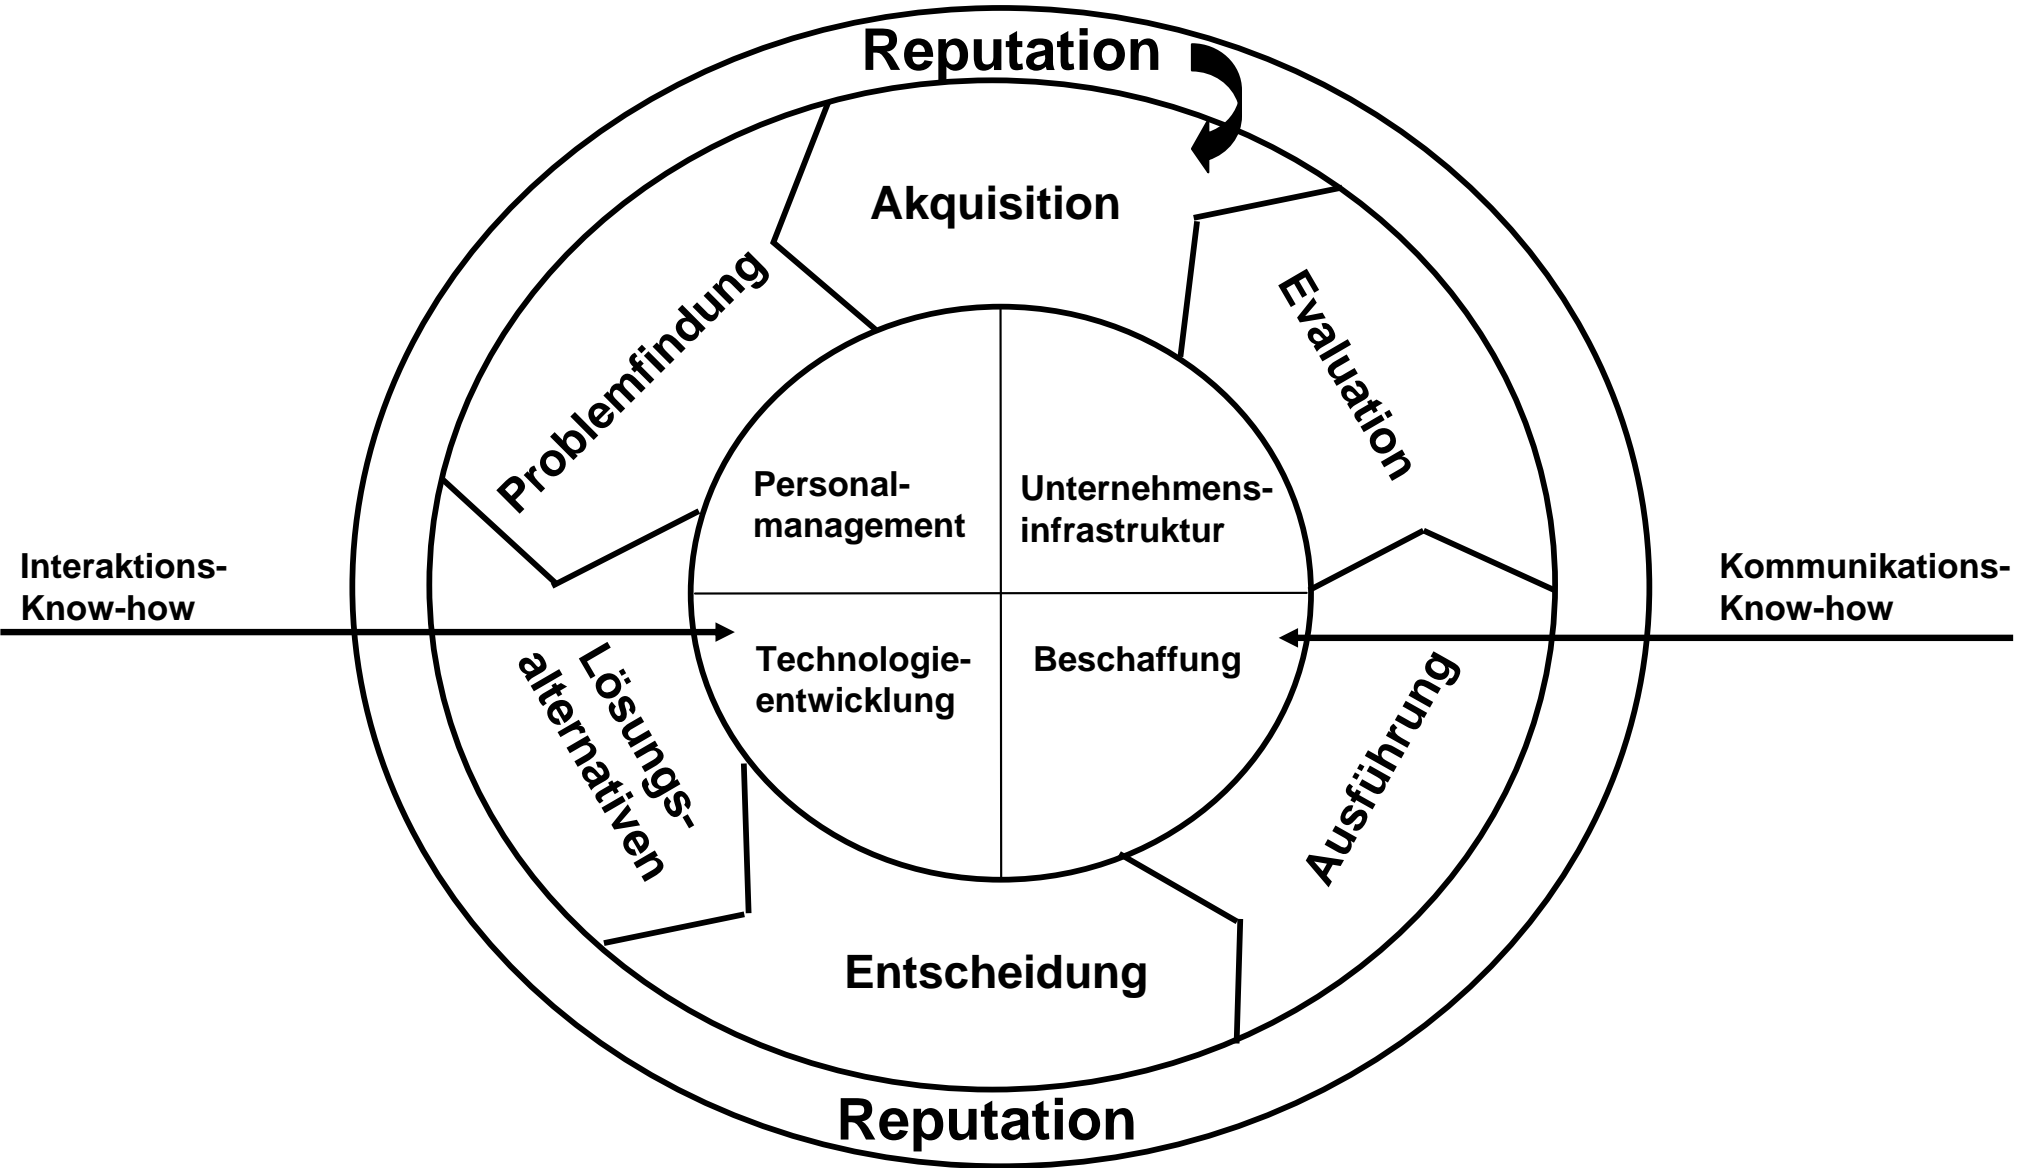 Reputation
Akquisition
Problemfindung
Evaluation
Personal-
management
Unternehmens-
infrastruktur
Interaktions-
Know-how
Kommunikations-
Know-how
Technologie-
entwicklung
Beschaffung
Lösungs-
alternativen
Ausführung
Entscheidung
Reputation